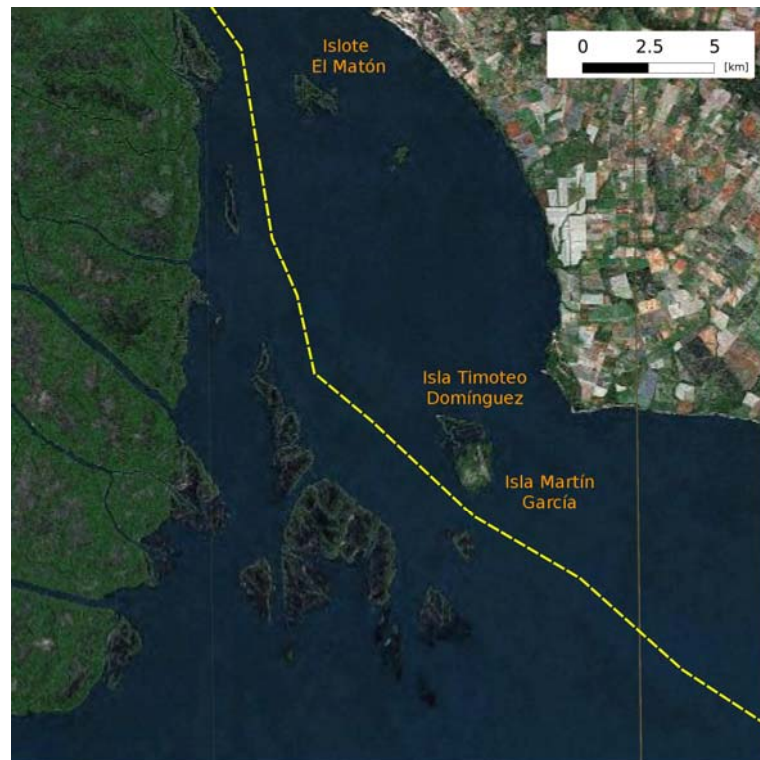 Islote
El Matón
0 2.5 5
[km]
Isla Timoteo
Domínguez
Isla Martín
García